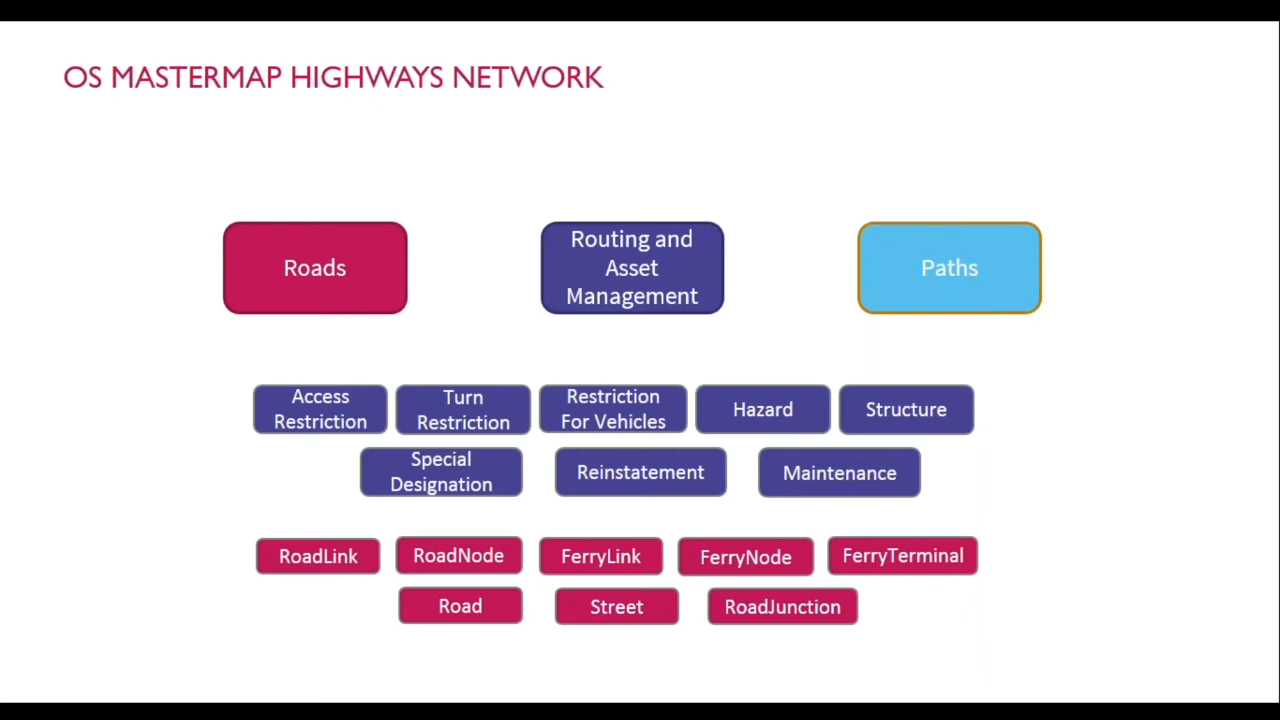 OS MASTERMAP HIGHWAYS NETWORK
Roads
Routing and
Asset
Management
Paths
Access
Restriction
Turn
Restriction
Restriction
For Vehicles
Hazard
Structure
Special
Designation
Reinstatement
Maintenance
RoadLink
RoadNode
FerryLink
FerryNode
FerryTerminal
Road
Street
RoadJunction